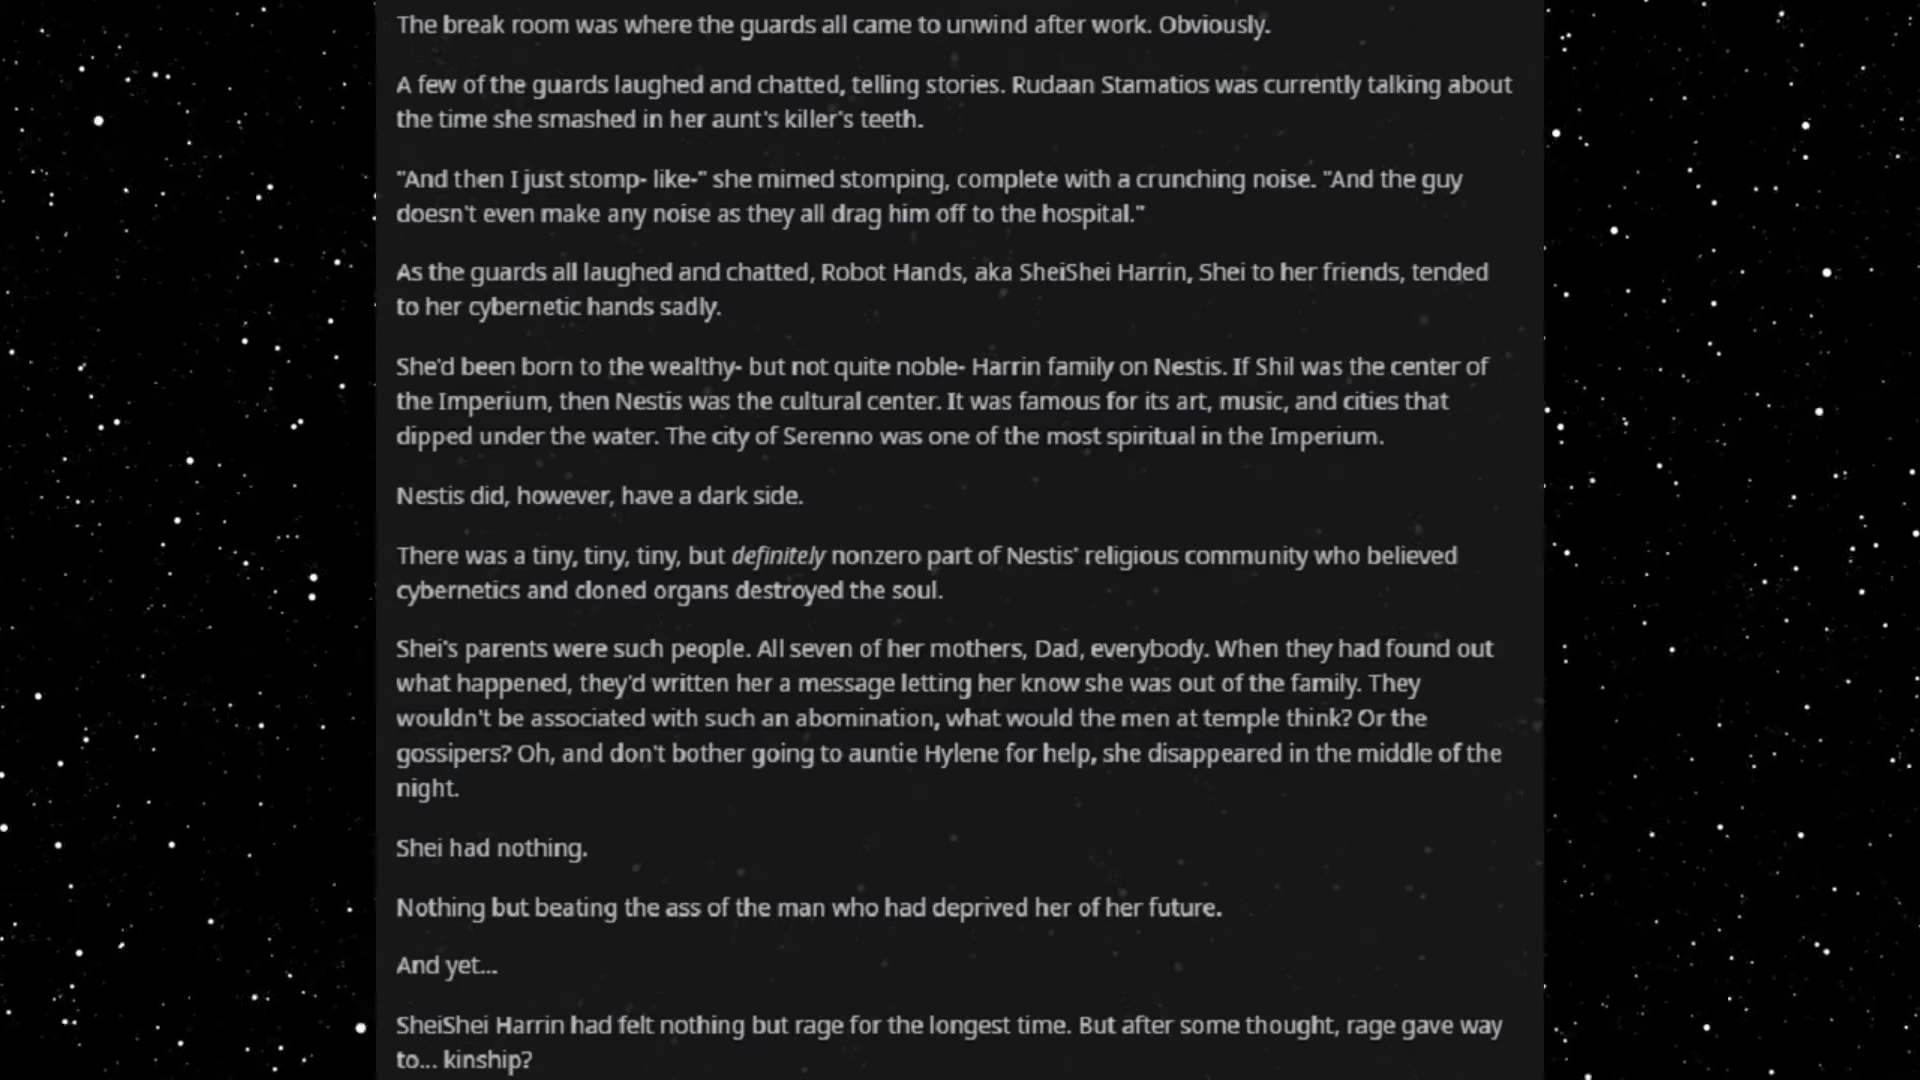 The break room was where the guards all came to unwind after work. Obviously.
A few of the guards laughed and chatted, telling stories. Rudaan Stamatios was currently talking about
the time she smashed in her aunt's killer's teeth.
"And then I just stomp- like-" she mimed stomping, complete with a crunching noise. "And the guy
doesn't even make any noise as they all drag him off to the hospital."
As the guards all laughed and chatted, Robot Hands, aka SheiShei Harrin, Shei to her friends, tended
to her cybernetic hands sadly.
She'd been born to the wealthy- but not quite noble- Harrin family on Nestis. If Shil was the center of
the Imperium, then Nestis was the cultural center. It was famous for its art, music, and cities that
dipped under the water. The city of Serenno was one of the most spiritual in the Imperium.
Nestis did, however, have a dark side.
There was a tiny, tiny, tiny, but definitely nonzero part of Nestis' religious community who believed
cybernetics and cloned organs destroyed the soul.
Shei's parents were such people. All seven of her mothers, Dad, everybody. When they had found out
what happened, they'd written her a message letting her know she was out of the family. They
wouldn't be associated with such an abomination, what would the men at temple think? Or the
gossipers? Oh, and don't bother going to auntie Hylene for help, she disappeared in the middle of the
night.
Shei had nothing.
Nothing but beating the ass of the man who had deprived her of her future.
And yet...
SheiShei Harrin had felt nothing but rage for the longest time. But after some thought, rage gave way
to... kinship?